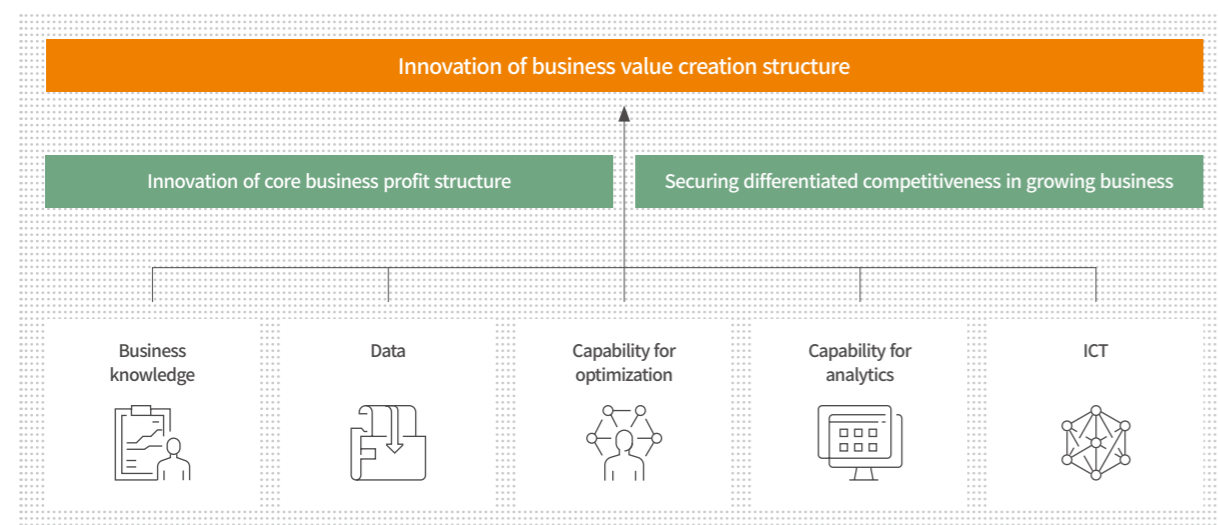 Innovation of business value creation structure
Innovation of core business profit structure
Securing differentiated competitiveness in growing business
Business
knowledge
Data
Capability for
optimization
Capability for
analytics
ICT